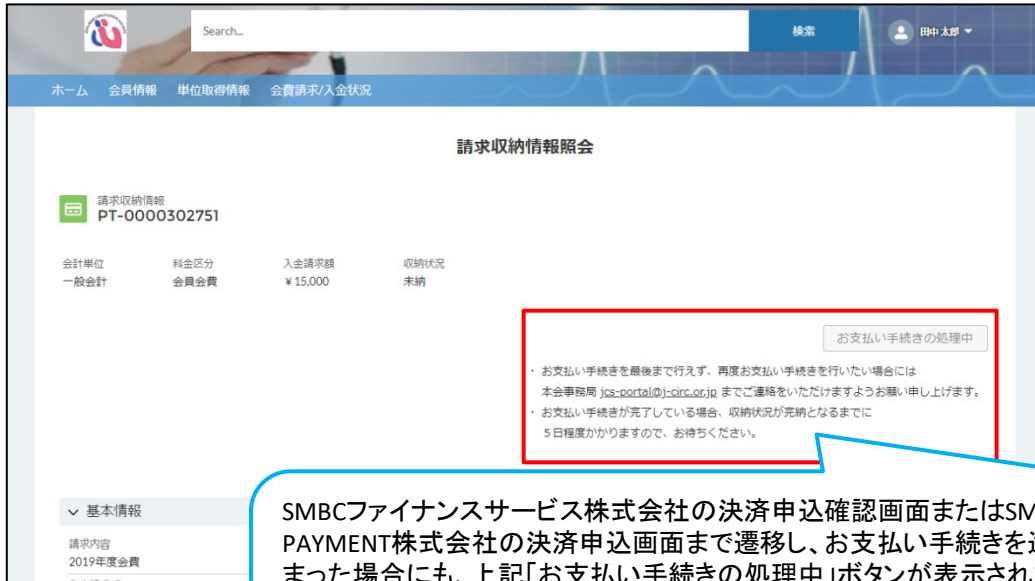 Search...
検索
田中 太郎
ホーム 会員情報 単位取得情報 会費請求/入金状況
請求収納情報照会
請求収納情報
PT-0000302751
会計単位 料金区分 入金請求額 収納状況
一般会計 会員会費 ¥15,000 未納
お支払い手続きの処理中
・お支払い手続きを最後まで行えず、再度お支払い手続きを行いたい場合には
本会事務局 jcs-portal@j-circ.or.jp までご連絡をいただけますようお願い申し上げます。
・お支払い手続きが完了している場合、収納状況が完納となるまでに
5日程度かかりますので、お待ちください。
基本情報
請求内容
2019年度会費
SMBCファイナンスサービス株式会社の決済申込確認画面またはSM
PAYMENT株式会社の決済申込画面まで遷移し、お支払い手続きを
まった場合にも、上記「お支払い手続きの処理中」ボタンが表示され